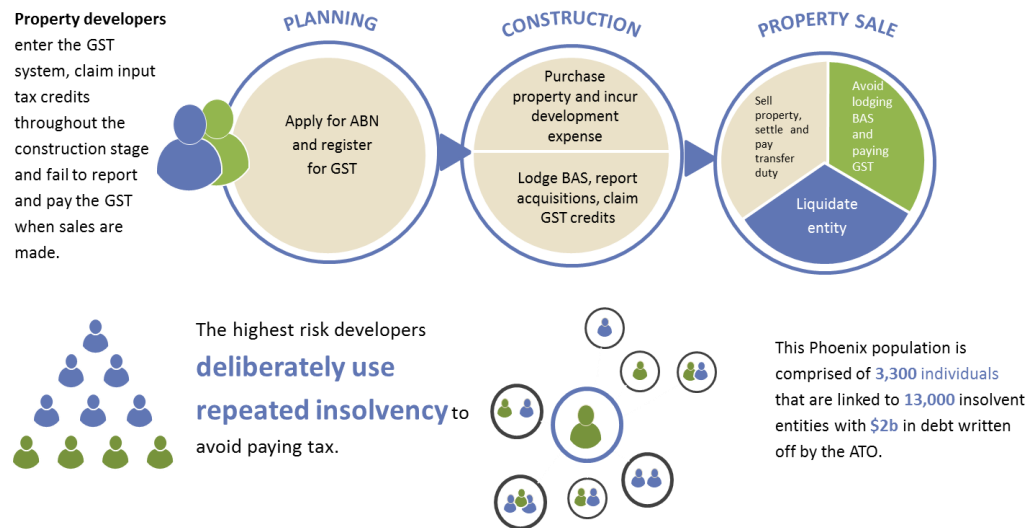 Property developers
enter the GST
system, claim input
tax credits
throughout the
construction stage
and fail to report
and pay the GST
when sales are
made.
PLANNING
Apply for ABN
and register
for GST
CONSTRUCTION
Purchase
property and incur
development
expense
Lodge BAS, report
acquisitions, claim
GST credits
PROPERTY SALE
Sell
property,
settle and
pay
transfer
duty
Avoid
lodging
BAS
and
paying
GST
Liquidate
entity
The highest risk developers
deliberately use
repeated insolvency to
avoid paying tax.
This Phoenix population is
comprised of 3,300 individuals
that are linked to 13,000 insolvent
entities with $2b in debt written
off by the ATO.